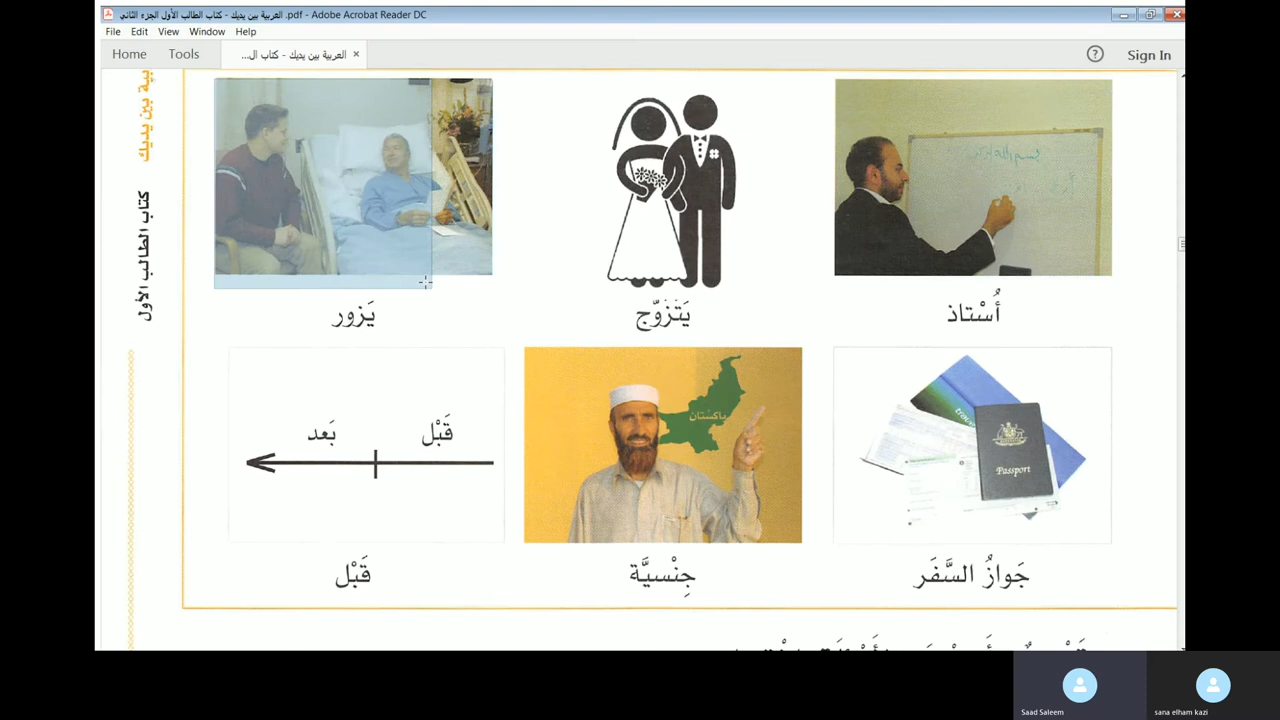 العربية بين يديك - كتاب الطالب الأول الجزء الثاني .pdf - Adobe Acrobat Reader DC
File Edit View Window Help
Home Tools العربية بين يديك - كتاب ال... × ? Sign In
بين يديك
كتاب الطالب الأول
أُسْتاذ
يَتَزَوَّج
يَزور
Passport
باكستان
قَبْل
بَعد
جَوازُ السَّفَر
جِنْسيَّة
قَبْل
Saad Saleem
sana elham kazi